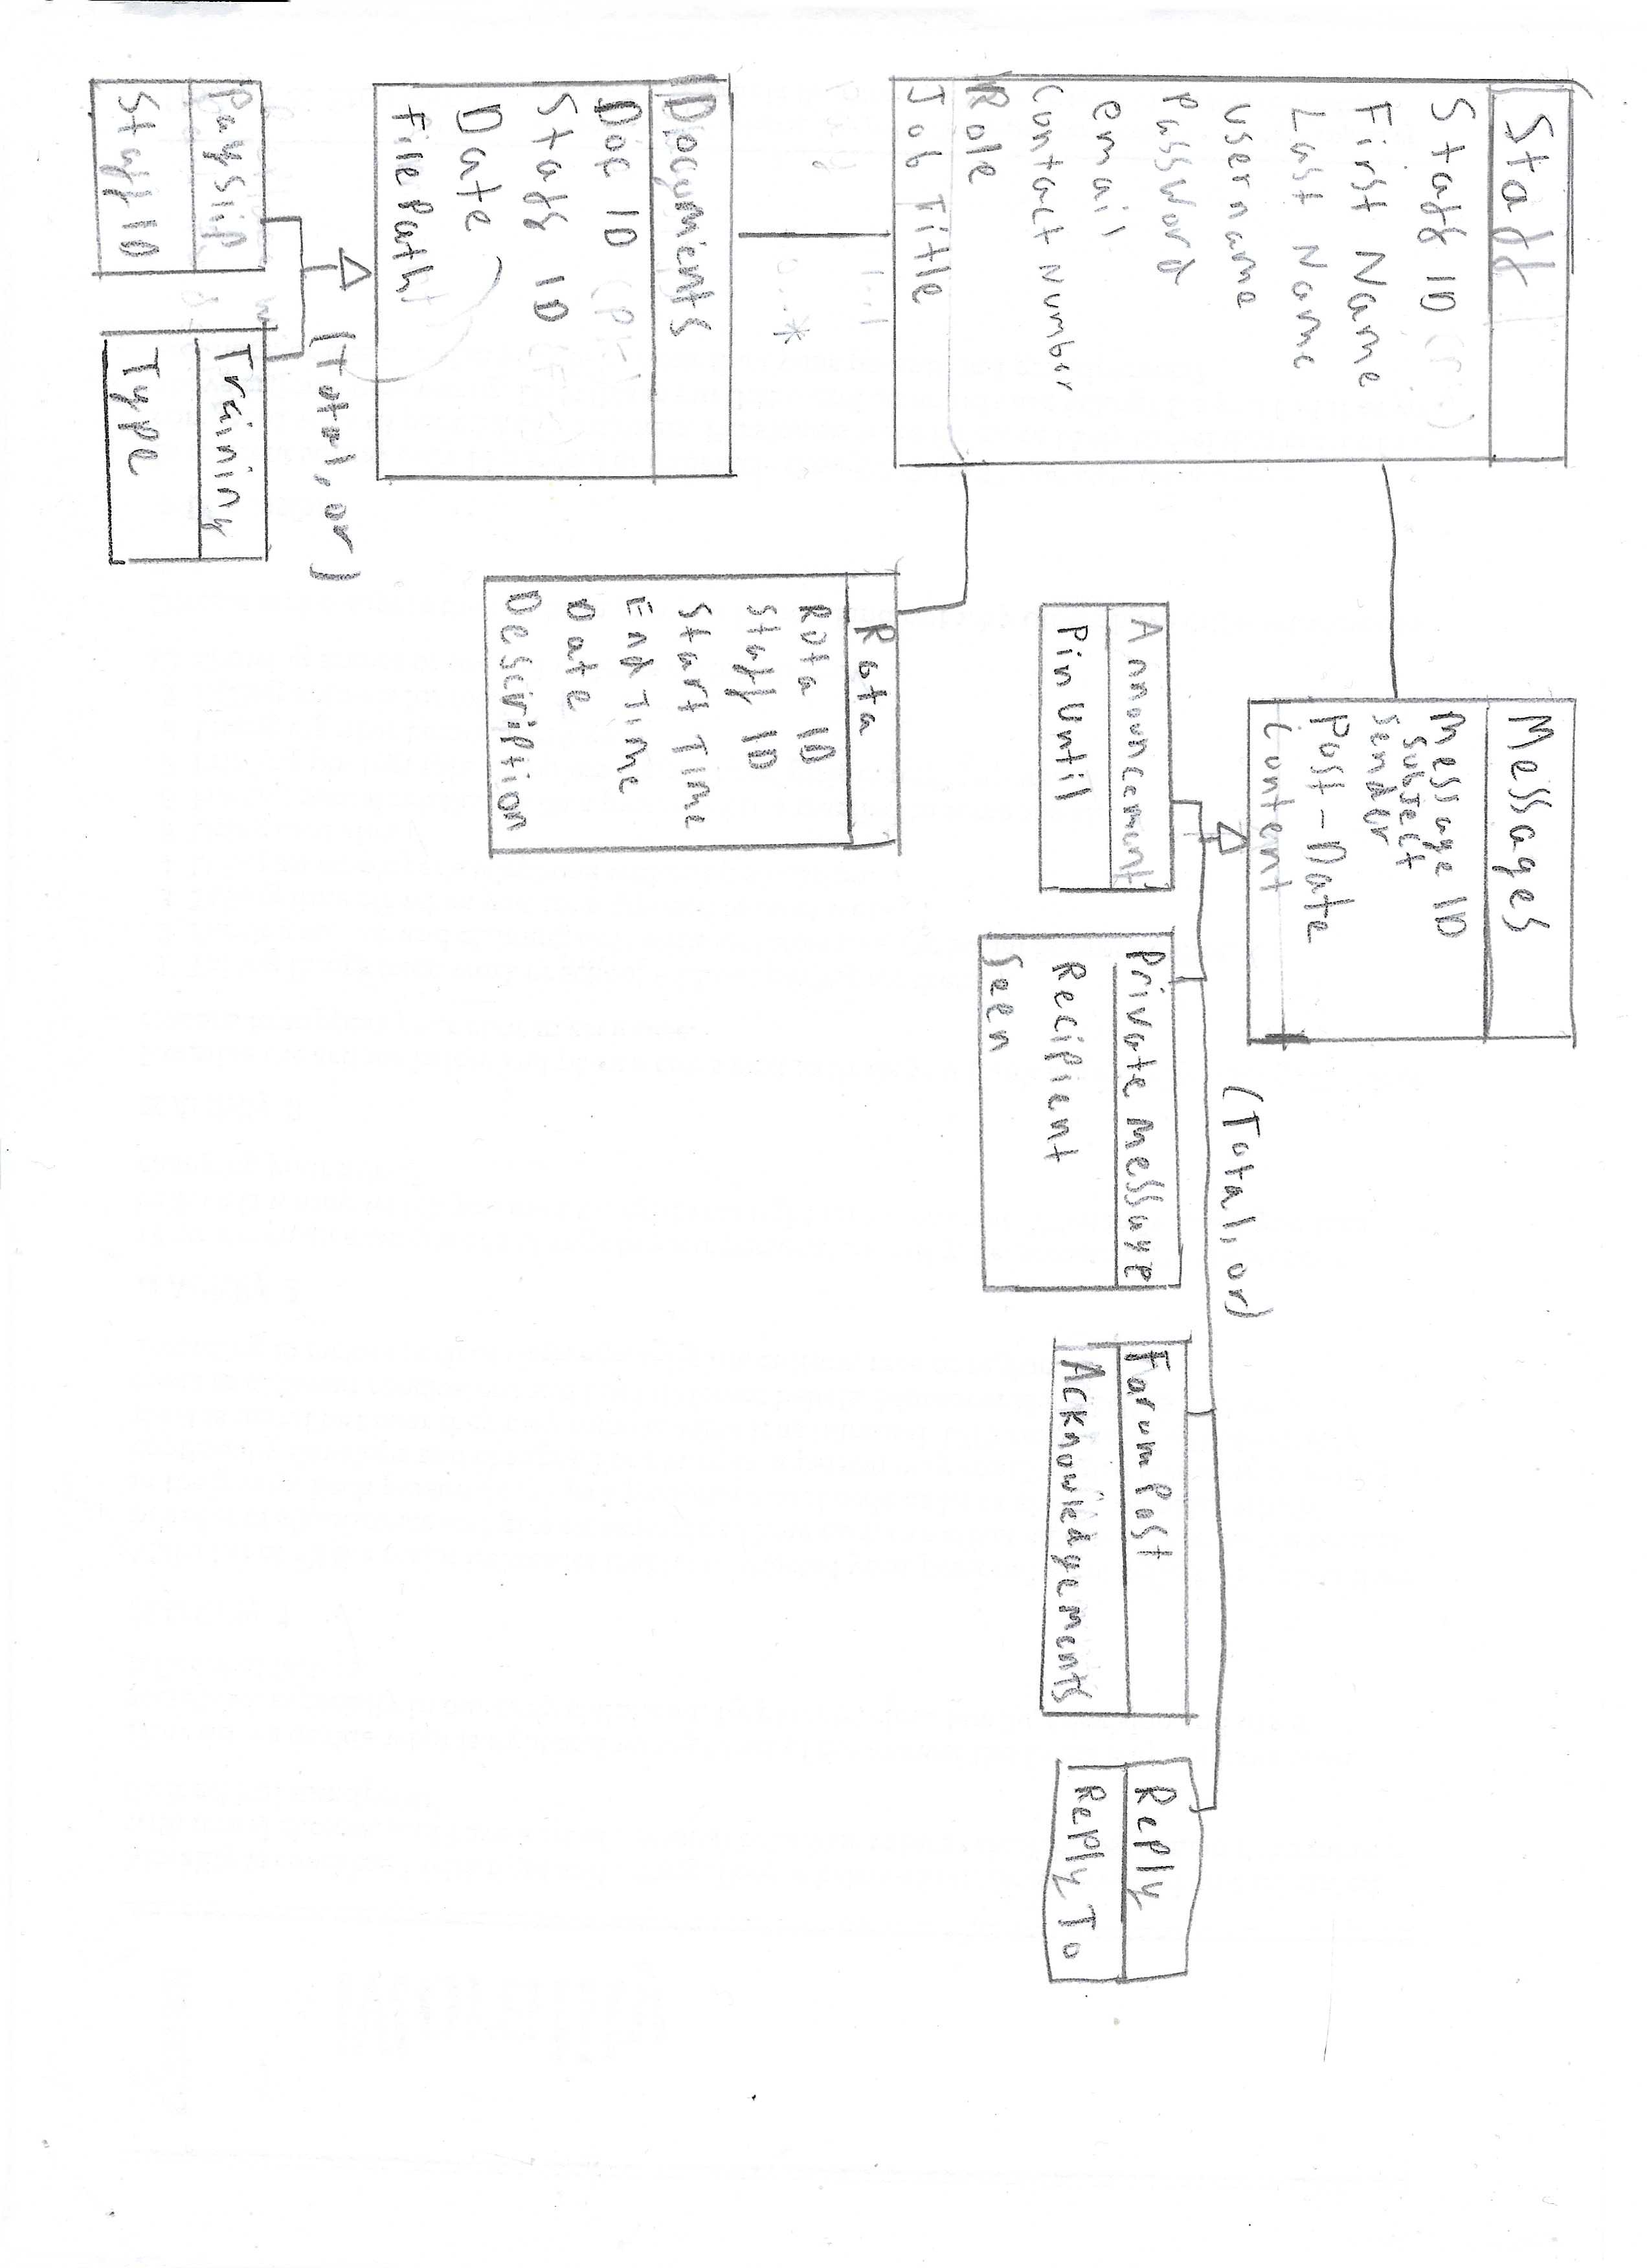 Staff
Staff ID
First Name
Last Name
username
Password
email
Contact Number
Role
Job Title
Messages
Message ID
Subject
Sender
Post-Date
Content
(Total, or)
Announcement
Pin Until
Private Message
Recipient
Seen
Forum Post
Acknowledgements
Reply
Reply To
1..1
Pay
0...*
Rota
Rota ID
Staff ID
Start Time
End Time
Date
Description
Documents
Doc ID (PK)
Staff ID
Date
File Path
(Total, or)
Payslip
Staff ID
Training
Type